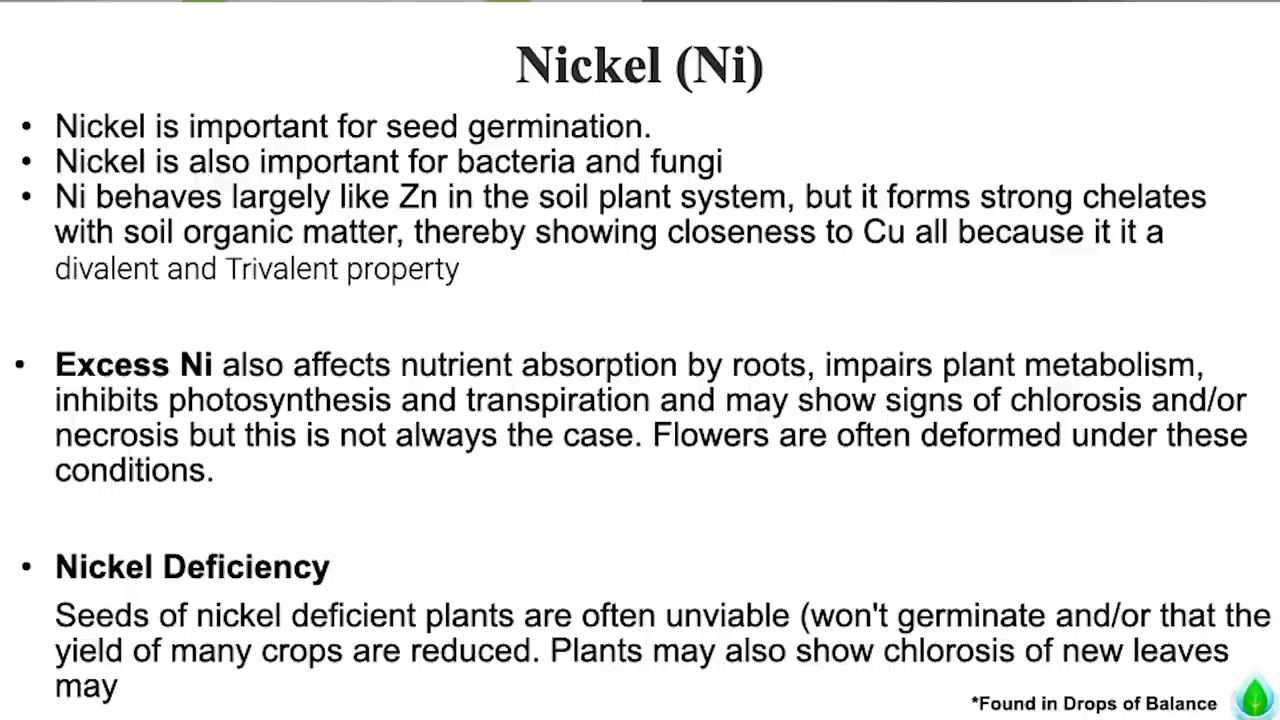 Nickel (Ni)
• Nickel is important for seed germination.
• Nickel is also important for bacteria and fungi
• Ni behaves largely like Zn in the soil plant system, but it forms strong chelates
with soil organic matter, thereby showing closeness to Cu all because it it a
divalent and Trivalent property
• Excess Ni also affects nutrient absorption by roots, impairs plant metabolism,
inhibits photosynthesis and transpiration and may show signs of chlorosis and/or
necrosis but this is not always the case. Flowers are often deformed under these
conditions.
• Nickel Deficiency
Seeds of nickel deficient plants are often unviable (won't germinate and/or that the
yield of many crops are reduced. Plants may also show chlorosis of new leaves
may
*Found in Drops of Balance